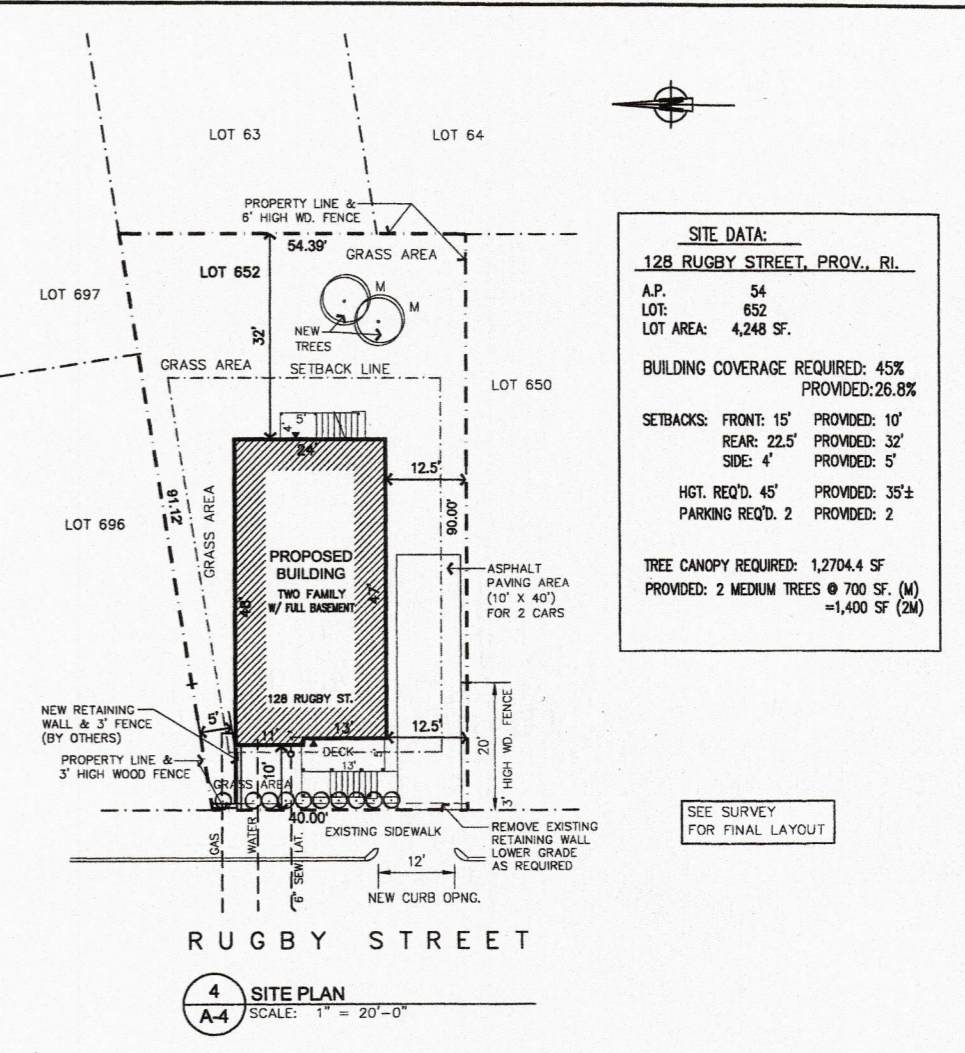 LOT 63
LOT 64
PROPERTY LINE &
6' HIGH WD. FENCE
54.39'
GRASS AREA
LOT 652
LOT 697
M
M
NEW
TREES
32'
GRASS AREA
SETBACK LINE
LOT 650
5'
4'
24'
12.5'
91.12
GRASS AREA
90.00'
LOT 696
PROPOSED
BUILDING
TWO FAMILY
W/ FULL BASEMENT
48'
47'
ASPHALT
PAVING AREA
(10' X 40')
FOR 2 CARS
128 RUGBY ST.
NEW RETAINING
WALL & 3' FENCE
(BY OTHERS)
5'
11'
13'
12.5'
DECK
5'
13'
10'
PROPERTY LINE &
3' HIGH WOOD FENCE
GRASS AREA
20'
3' HIGH WD. FENCE
40.00'
EXISTING SIDEWALK
REMOVE EXISTING
RETAINING WALL
LOWER GRADE
AS REQUIRED
GAS
WATER
6" SEW. LAT.
12'
NEW CURB OPNG.
RUGBY STREET
4
A-4
SITE PLAN
SCALE: 1" = 20'-0"
SITE DATA:
128 RUGBY STREET, PROV., RI.
A.P. 54
LOT: 652
LOT AREA: 4,248 SF.
BUILDING COVERAGE REQUIRED: 45%
PROVIDED:26.8%
SETBACKS: FRONT: 15' PROVIDED: 10'
REAR: 22.5' PROVIDED: 32'
SIDE: 4' PROVIDED: 5'
HGT. REQ'D. 45' PROVIDED: 35'±
PARKING REQ'D. 2 PROVIDED: 2
TREE CANOPY REQUIRED: 1,2704.4 SF
PROVIDED: 2 MEDIUM TREES @ 700 SF. (M)
=1,400 SF (2M)
SEE SURVEY
FOR FINAL LAYOUT